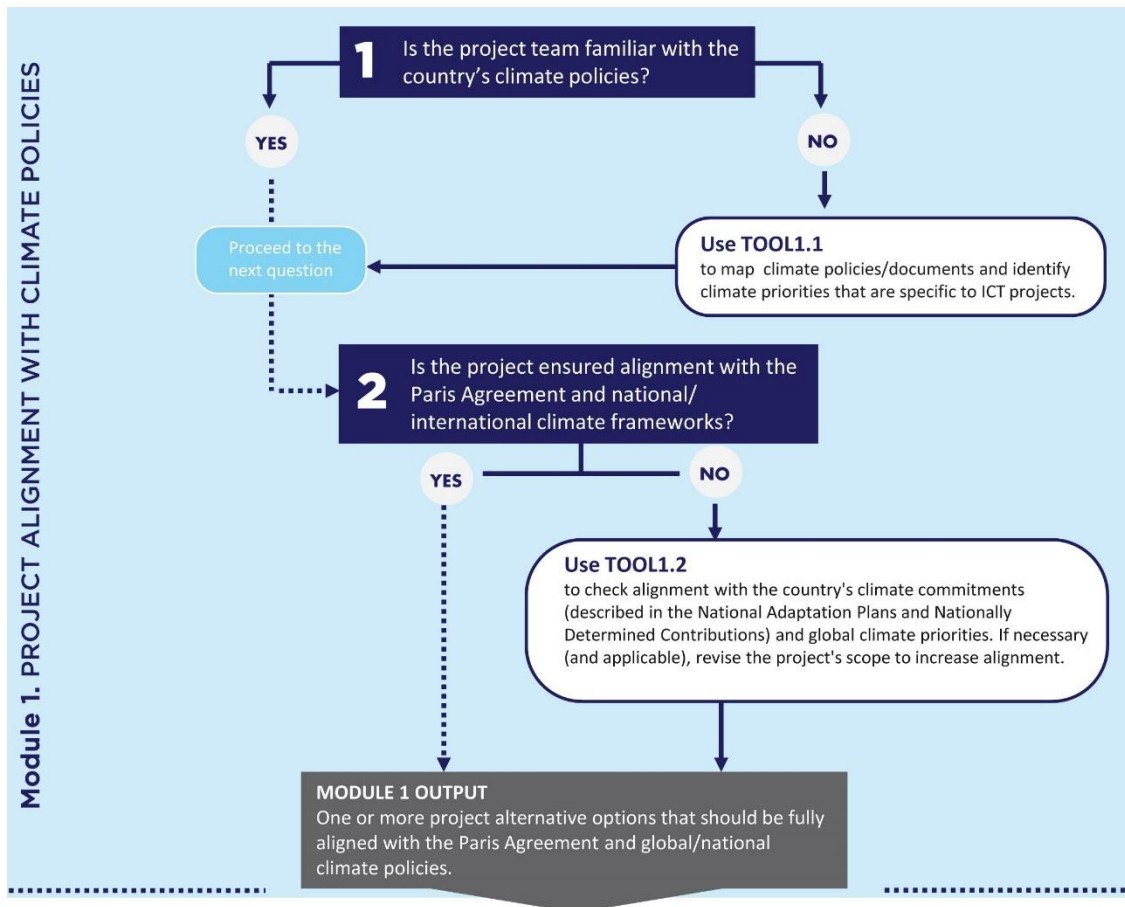 Module 1. PROJECT ALIGNMENT WITH CLIMATE POLICIES
1
Is the project team familiar with the
country's climate policies?
YES
NO
Proceed to the
next question
Use TOOL1.1
to map climate policies/documents and identify
climate priorities that are specific to ICT projects.
2
Is the project ensured alignment with the
Paris Agreement and national/
international climate frameworks?
YES
NO
Use TOOL1.2
to check alignment with the country's climate commitments
(described in the National Adaptation Plans and Nationally
Determined Contributions) and global climate priorities. If necessary
(and applicable), revise the project's scope to increase alignment.
MODULE 1 OUTPUT
One or more project alternative options that should be fully
aligned with the Paris Agreement and global/national
climate policies.